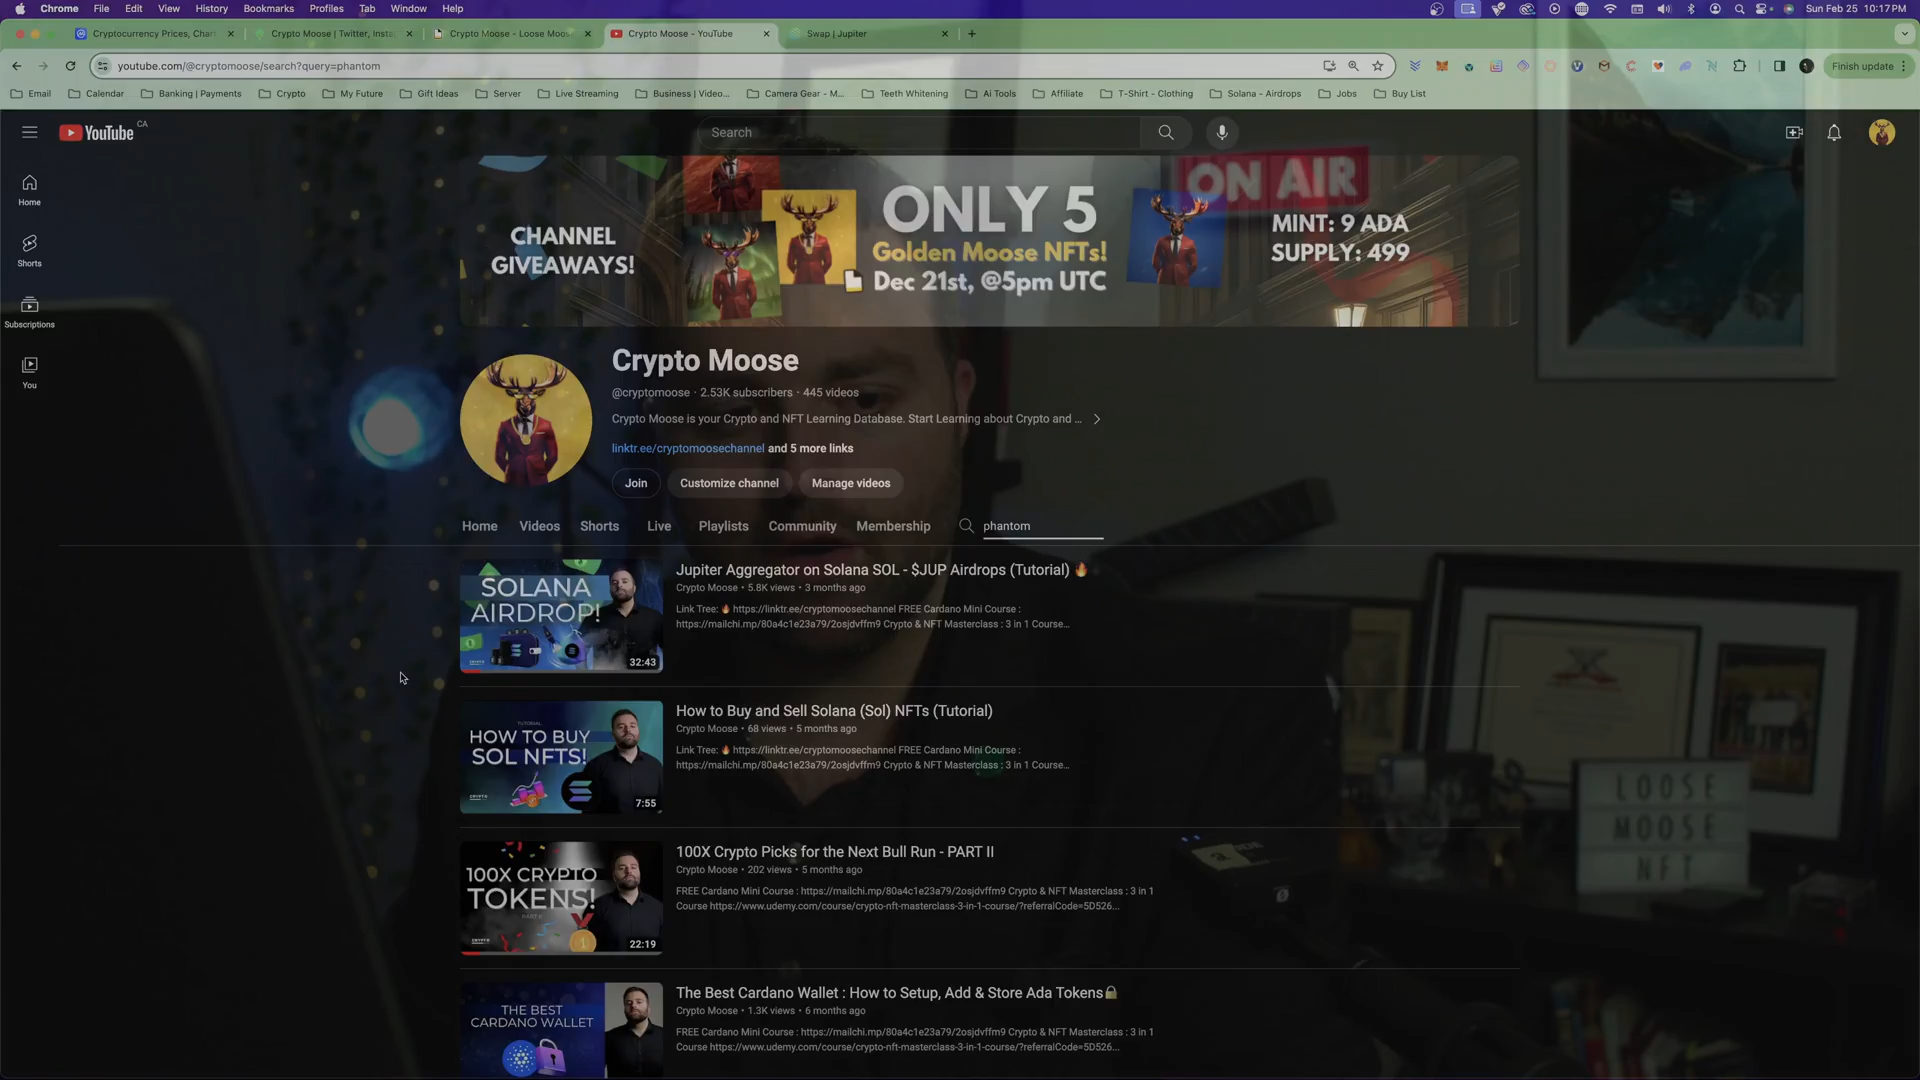 Chrome File Edit View History Bookmarks Profiles Tab Window Help
Sun Feb 25 10:17 PM
Cryptocurrency Prices, Char
Crypto Moose | Twitter, Insta
Crypto Moose - Loose Moos
Crypto Moose - YouTube
Swap | Jupiter
youtube.com/@cryptomoose/search?query=phantom
Finish update
Email Calendar Banking | Payments Crypto My Future Gift Ideas Server Live Streaming Business | Video... Camera Gear - M... Teeth Whitening Ai Tools Affiliate T-Shirt - Clothing Solana - Airdrops Jobs Buy List
YouTube CA
Search
Home
Shorts
Subscriptions
You
CHANNEL
GIVEAWAYS!
ONLY 5
Golden Moose NFTs!
Dec 21st, @5pm UTC
ON AIR
MINT: 9 ADA
SUPPLY: 499
Crypto Moose
@cryptomoose · 2.53K subscribers · 445 videos
Crypto Moose is your Crypto and NFT Learning Database. Start Learning about Crypto and ...
linktr.ee/cryptomoosechannel and 5 more links
Join Customize channel Manage videos
Home Videos Shorts Live Playlists Community Membership phantom
SOLANA
AIRDROP!
32:43
Jupiter Aggregator on Solana SOL - $JUP Airdrops (Tutorial) 🔥
Crypto Moose • 5.8K views • 3 months ago
Link Tree: 🔥 https://linktr.ee/cryptomoosechannel FREE Cardano Mini Course :
https://mailchi.mp/80a4c1e23a79/2osjdvffm9 Crypto & NFT Masterclass : 3 in 1 Course...
TUTORIAL
HOW TO BUY
SOL NFTS!
7:55
How to Buy and Sell Solana (Sol) NFTs (Tutorial)
Crypto Moose • 68 views • 5 months ago
Link Tree: 🔥 https://linktr.ee/cryptomoosechannel FREE Cardano Mini Course :
https://mailchi.mp/80a4c1e23a79/2osjdvffm9 Crypto & NFT Masterclass : 3 in 1 Course...
100X CRYPTO
TOKENS!
PART II
22:19
100X Crypto Picks for the Next Bull Run - PART II
Crypto Moose • 202 views • 5 months ago
FREE Cardano Mini Course : https://mailchi.mp/80a4c1e23a79/2osjdvffm9 Crypto & NFT Masterclass : 3 in 1
Course https://www.udemy.com/course/crypto-nft-masterclass-3-in-1-course/?referralCode=5D526...
THE BEST
CARDANO WALLET
The Best Cardano Wallet : How to Setup, Add & Store Ada Tokens🔒
Crypto Moose • 1.3K views • 6 months ago
FREE Cardano Mini Course : https://mailchi.mp/80a4c1e23a79/2osjdvffm9 Crypto & NFT Masterclass : 3 in 1
Course https://www.udemy.com/course/crypto-nft-masterclass-3-in-1-course/?referralCode=5D526...
LOOSE
MOOSE
NFT